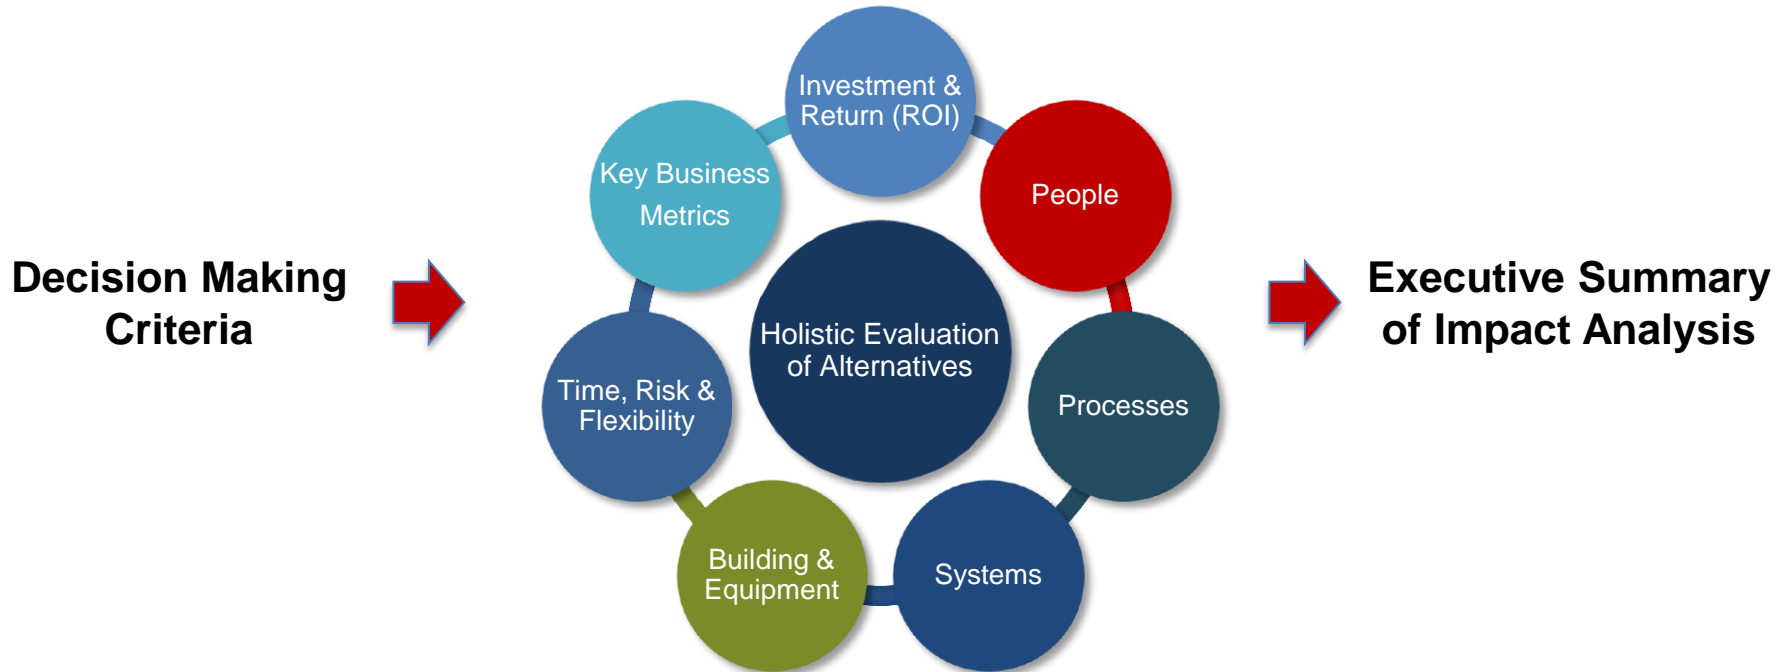 Decision Making
Criteria
Investment &
Return (ROI)
People
Processes
Systems
Building &
Equipment
Time, Risk &
Flexibility
Key Business
Metrics
Holistic Evaluation
of Alternatives
Executive Summary
of Impact Analysis